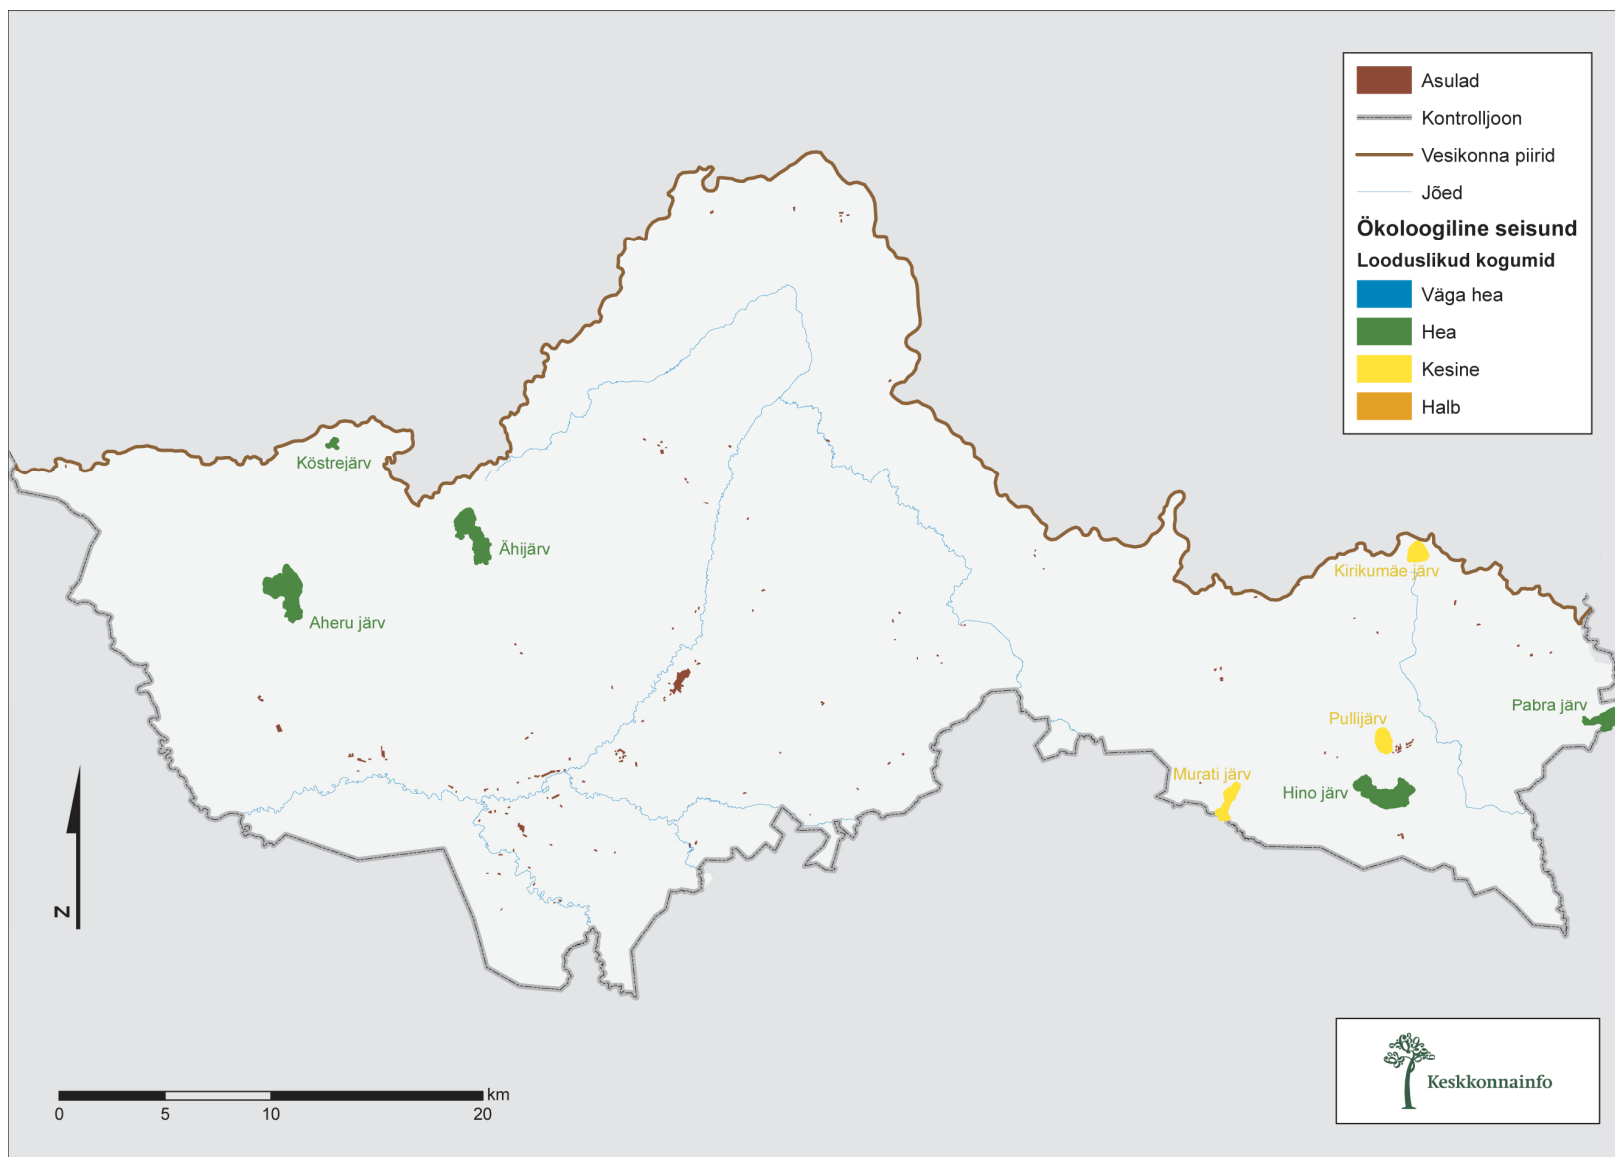 Asulad
Kontrolljoon
Vesikonna piirid
Jõed
Ökoloogiline seisund
Looduslikud kogumid
Väga hea
Hea
Kesine
Halb
Köstrejärv
Ähijärv
Aheru järv
Kirikumäe järv
Pabra järv
Pullijärv
Murati järv
Hino järv
N
km
0 5 10 20
Keskkonnainfo